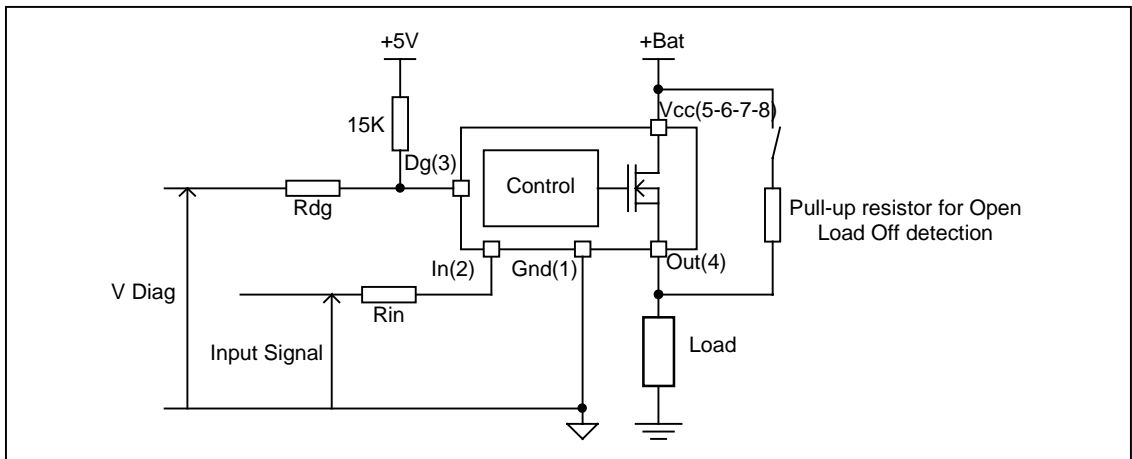 +5V
+Bat
Vcc(5-6-7-8)
15K
Dg(3)
Control
Rdg
Pull-up resistor for Open
Load Off detection
In(2)
Gnd(1)
Out(4)
V Diag
Rin
Input Signal
Load